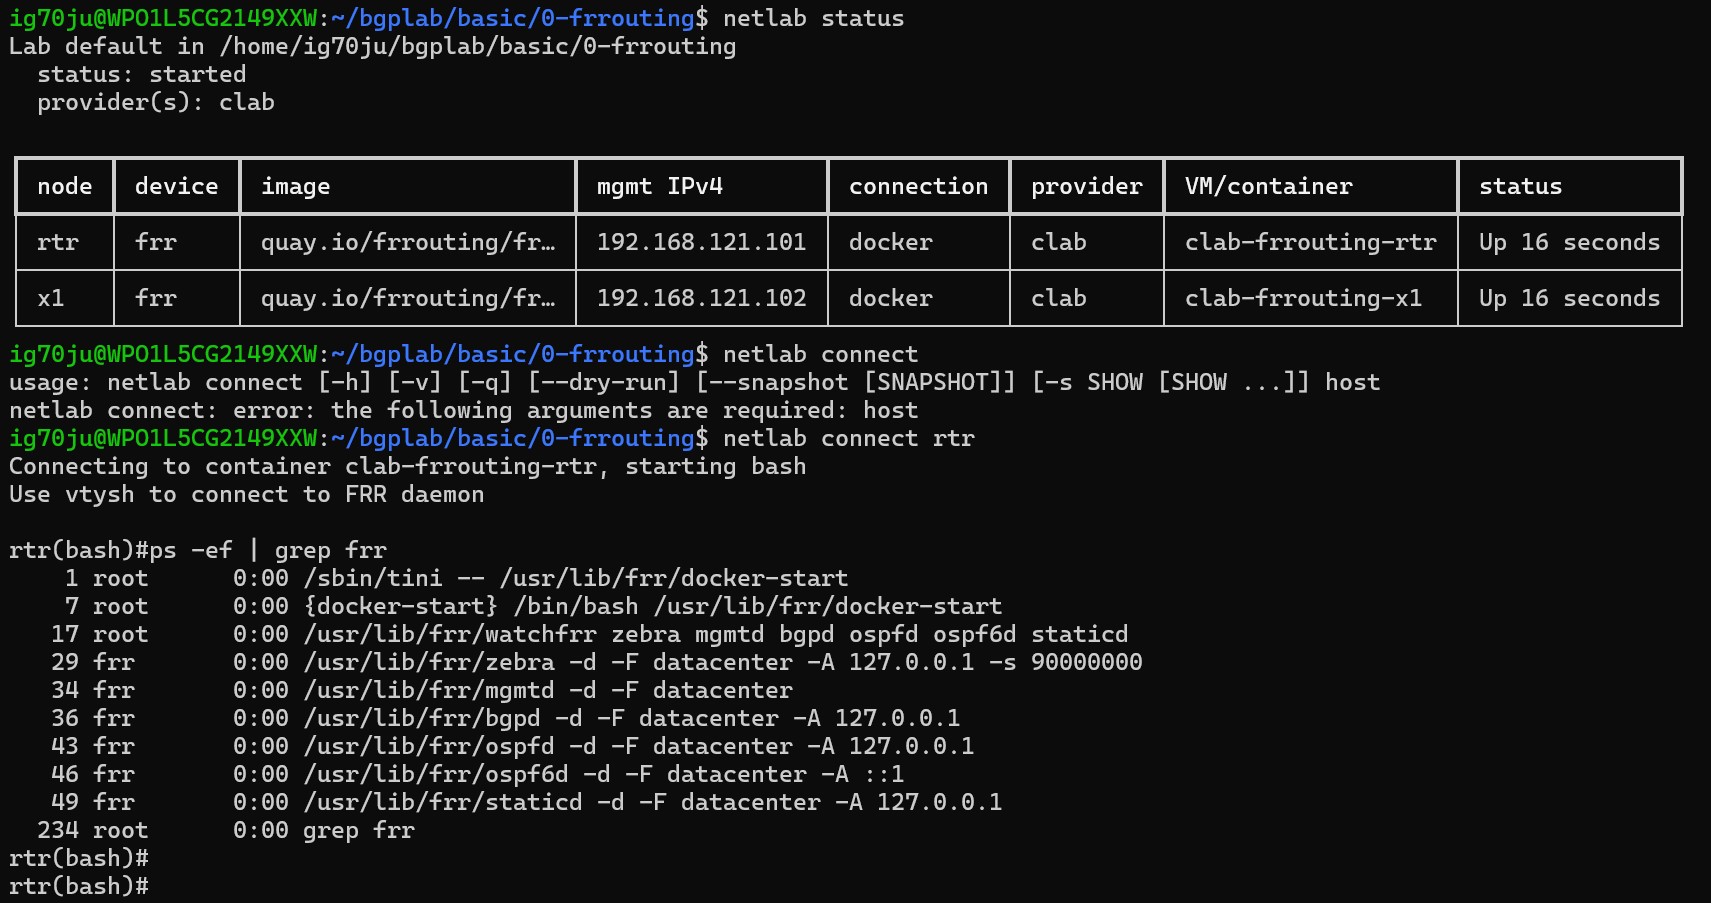 ig70ju@WPO1L5CG2149XXW:~/bgplab/basic/0-frrouting$ netlab status
Lab default in /home/ig70ju/bgplab/basic/0-frrouting
  status: started
  provider(s): clab
node device image mgmt IPv4 connection provider VM/container status
rtr frr quay.io/frrouting/fr… 192.168.121.101 docker clab clab-frrouting-rtr Up 16 seconds
x1 frr quay.io/frrouting/fr… 192.168.121.102 docker clab clab-frrouting-x1 Up 16 seconds
ig70ju@WPO1L5CG2149XXW:~/bgplab/basic/0-frrouting$ netlab connect
usage: netlab connect [-h] [-v] [-q] [--dry-run] [--snapshot [SNAPSHOT]] [-s SHOW [SHOW ...]] host
netlab connect: error: the following arguments are required: host
ig70ju@WPO1L5CG2149XXW:~/bgplab/basic/0-frrouting$ netlab connect rtr
Connecting to container clab-frrouting-rtr, starting bash
Use vtysh to connect to FRR daemon
rtr(bash)#ps -ef | grep frr
    1 root      0:00 /sbin/tini -- /usr/lib/frr/docker-start
    7 root      0:00 {docker-start} /bin/bash /usr/lib/frr/docker-start
   17 root      0:00 /usr/lib/frr/watchfrr zebra mgmtd bgpd ospfd ospf6d staticd
   29 frr       0:00 /usr/lib/frr/zebra -d -F datacenter -A 127.0.0.1 -s 90000000
   34 frr       0:00 /usr/lib/frr/mgmtd -d -F datacenter
   36 frr       0:00 /usr/lib/frr/bgpd -d -F datacenter -A 127.0.0.1
   43 frr       0:00 /usr/lib/frr/ospfd -d -F datacenter -A 127.0.0.1
   46 frr       0:00 /usr/lib/frr/ospf6d -d -F datacenter -A ::1
   49 frr       0:00 /usr/lib/frr/staticd -d -F datacenter -A 127.0.0.1
  234 root      0:00 grep frr
rtr(bash)#
rtr(bash)#